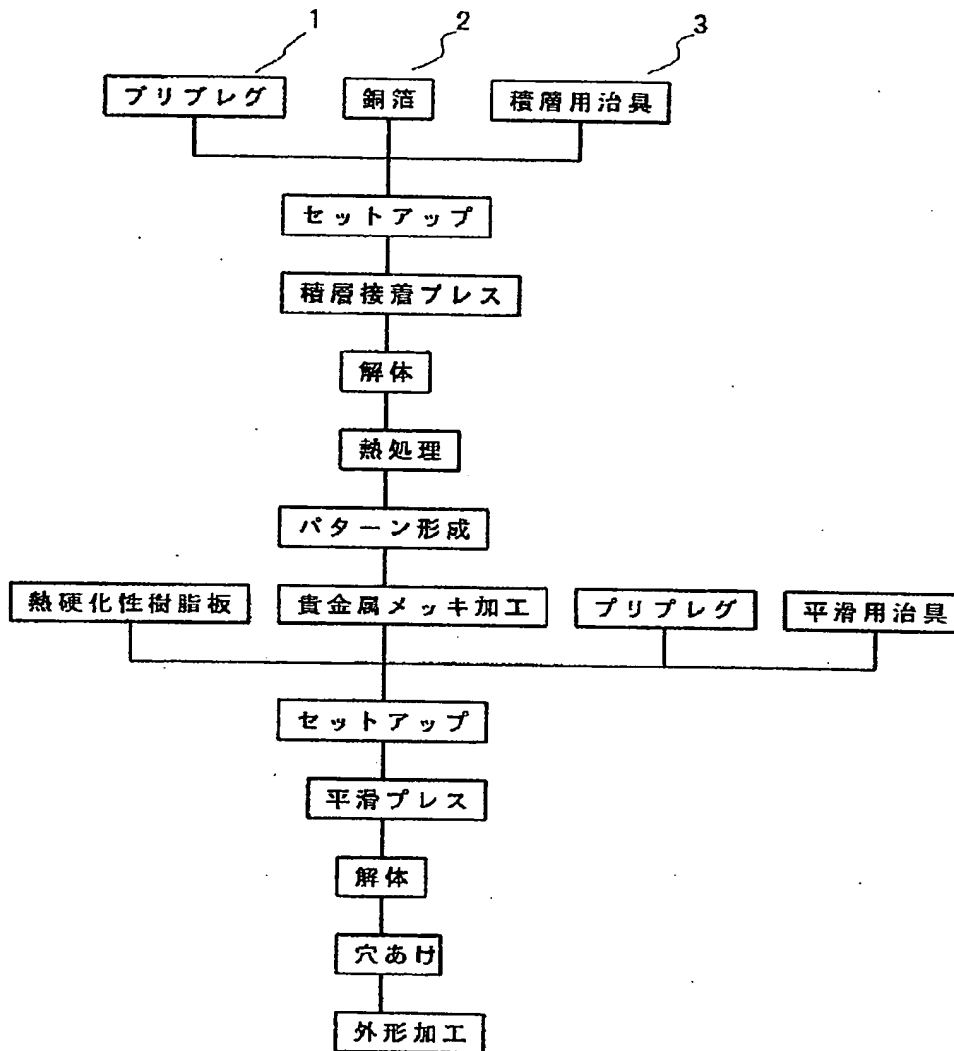 1
2
3
プリプレグ
銅箔
積層用治具
セットアップ
積層接着プレス
解体
熱処理
パターン形成
熱硬化性樹脂板
貴金属メッキ加工
プリプレグ
平滑用治具
セットアップ
平滑プレス
解体
穴あけ
外形加工